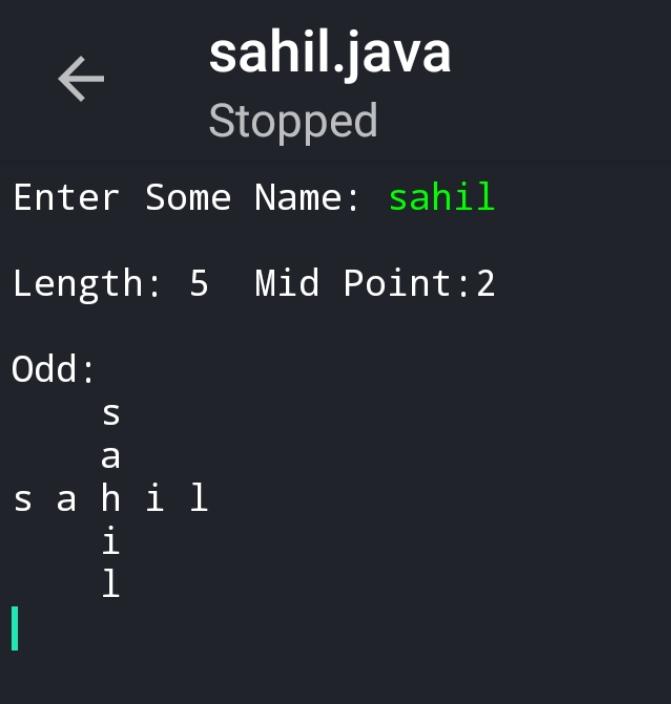 sahil.java
Stopped
Enter Some Name: sahil
Length: 5  Mid Point:2
Odd:
    s
    a
s a h i l
    i
    l